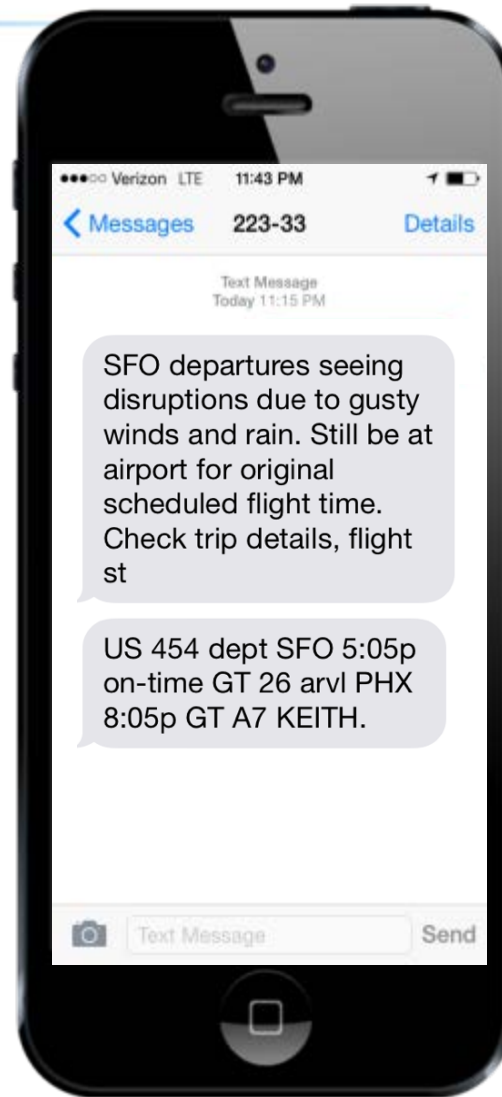 Verizon LTE 11:43 PM
Messages 223-33 Details
Text Message
Today 11:15 PM
SFO departures seeing
disruptions due to gusty
winds and rain. Still be at
airport for original
scheduled flight time.
Check trip details, flight
st
US 454 dept SFO 5:05p
on-time GT 26 arvl PHX
8:05p GT A7 KEITH.
Text Message Send